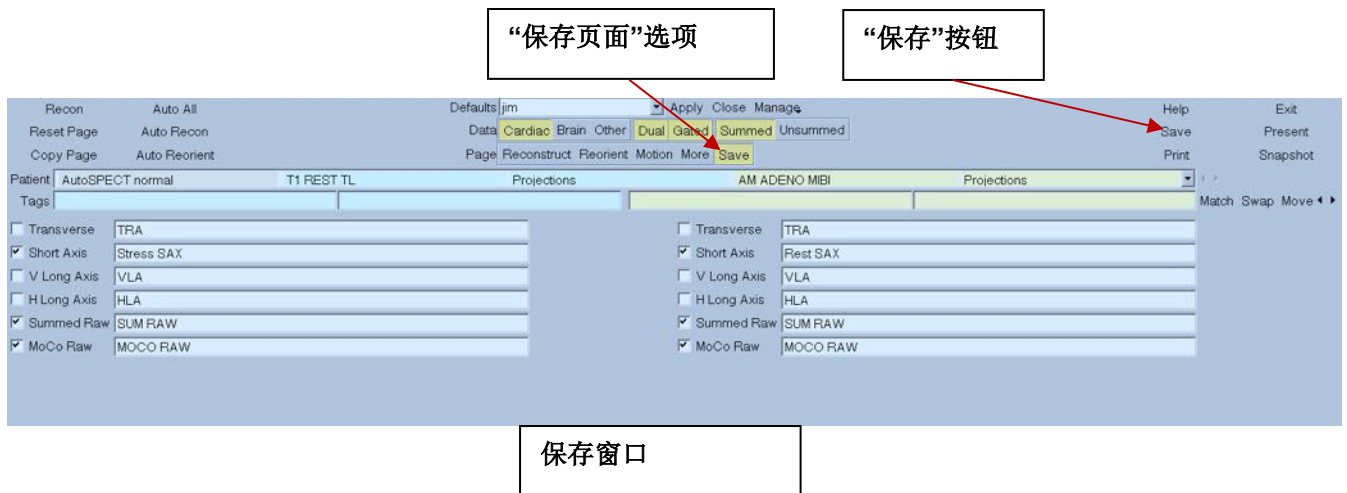 “保存页面”选项 “保存”按钮
Recon Auto All Defaults jim Apply Close Manage Help Exit
Reset Page Auto Recon Data Cardiac Brain Other Dual Gated Summed Unsummed Save Present
Copy Page Auto Reorient Page Reconstruct Reorient Motion More Save Print Snapshot
Patient AutoSPECT normal T1 REST TL Projections AM ADENO MIBI Projections
Tags Match Swap Move
Transverse TRA Transverse TRA
Short Axis Stress SAX Short Axis Rest SAX
V Long Axis VLA V Long Axis VLA
H Long Axis HLA H Long Axis HLA
Summed Raw SUM RAW Summed Raw SUM RAW
MoCo Raw MOCO RAW MoCo Raw MOCO RAW
保存窗口